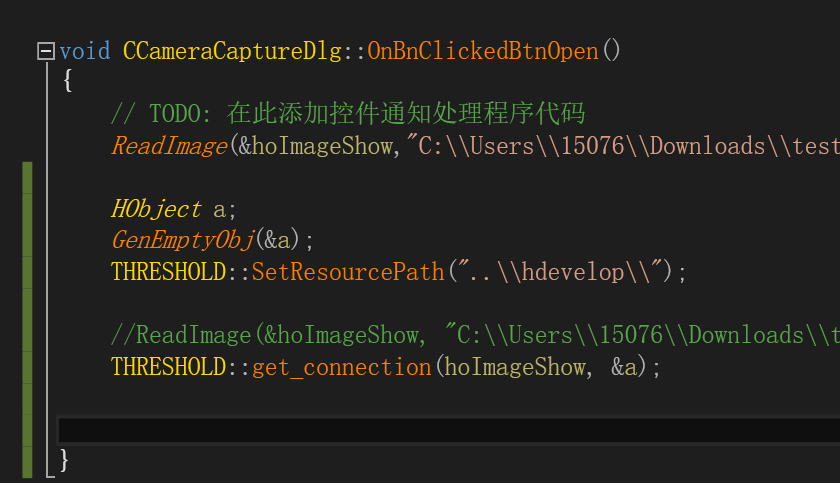 void CCameraCaptureDlg::OnBnClickedBtnOpen()
{
// TODO: 在此添加控件通知处理程序代码
ReadImage(&hoImageShow,"C:\\Users\\15076\\Downloads\\test
HObject a;
GenEmptyObj(&a);
THRESHOLD::SetResourcePath("..\\hdevelop\\");
//ReadImage(&hoImageShow, "C:\\Users\\15076\\Downloads\\t
THRESHOLD::get_connection(hoImageShow, &a);
}